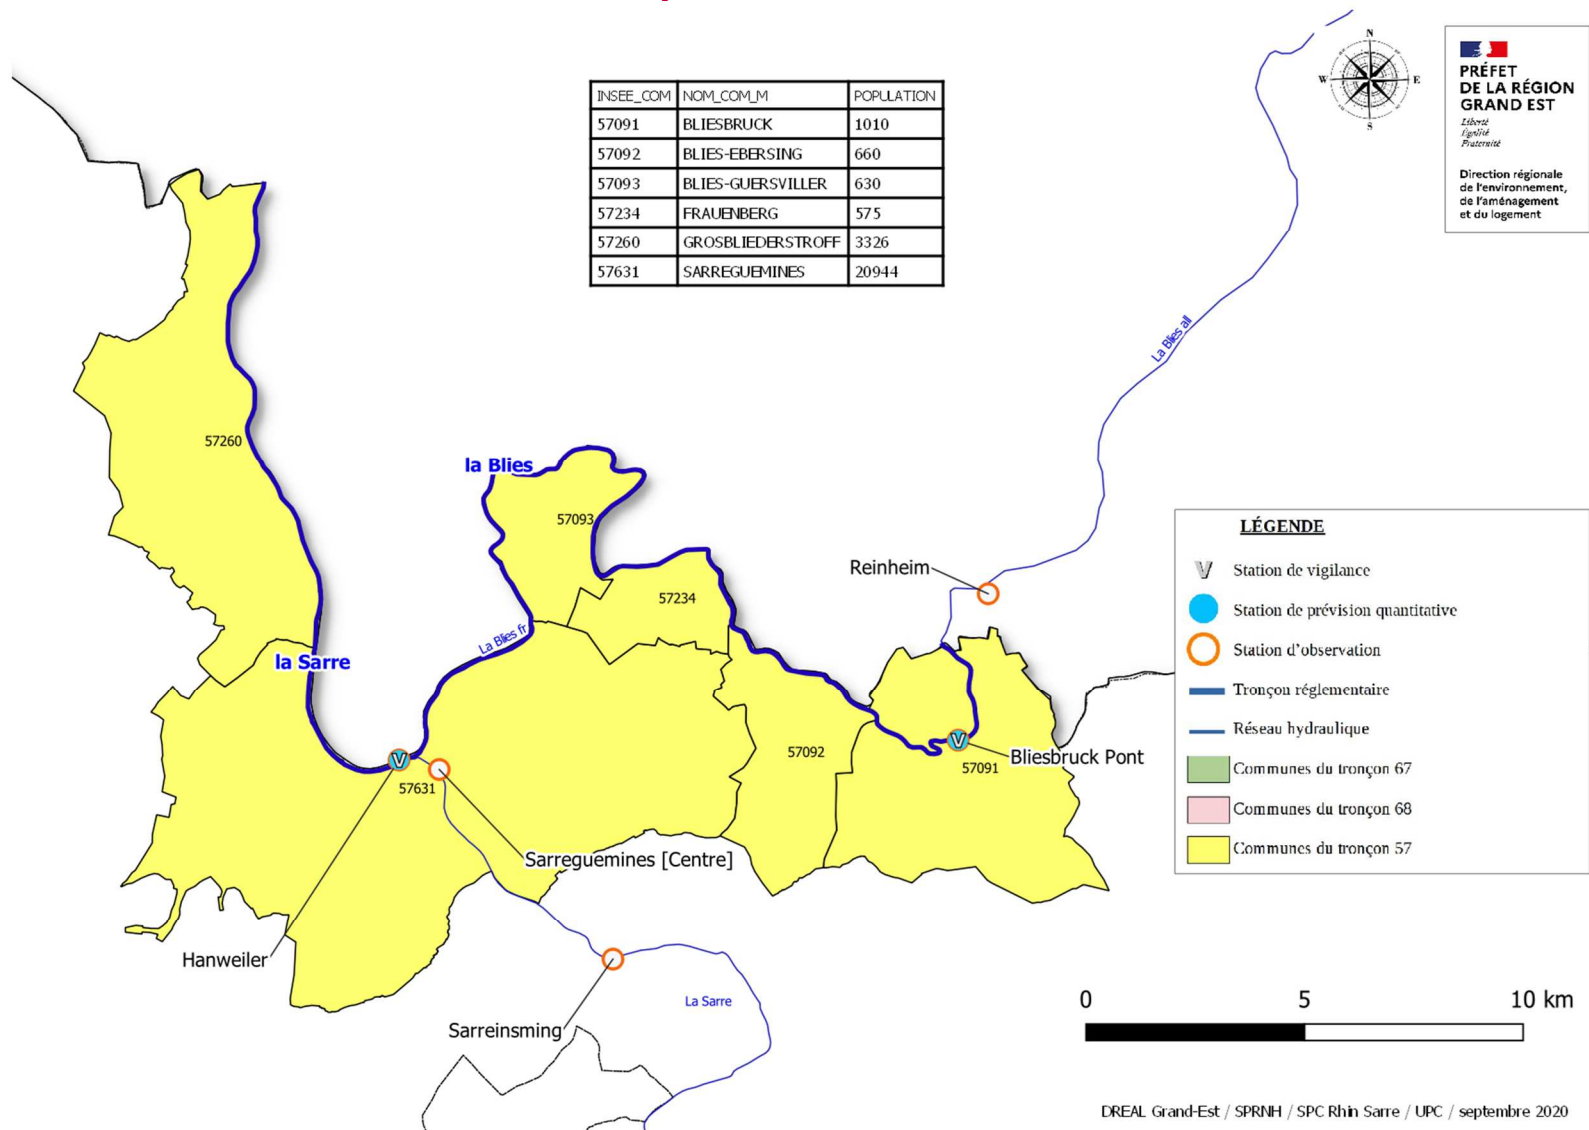 N
W
E
S
PRÉFET
DE LA RÉGION
GRAND EST
Liberté
Égalité
Fraternité
Direction régionale
de l'environnement,
de l'aménagement
et du logement
INSEE_COM NOM_COM_M POPULATION
57091 BLIESBRUCK 1010
57092 BLIES-EBERSING 660
57093 BLIES-GUERSVILLER 630
57234 FRAUENBERG 575
57260 GROSBLIEDERSTROFF 3326
57631 SARREGUEMINES 20944
La Blies all
57260
la Blies
57093
57234
Reinheim
La Blies fr
la Sarre
V
57631
57092
V
57091
Bliesbruck Pont
Sarreguemines [Centre]
Hanweiler
La Sarre
Sarreinsming
LÉGENDE
V Station de vigilance
Station de prévision quantitative
Station d'observation
Tronçon réglementaire
Réseau hydraulique
Communes du tronçon 67
Communes du tronçon 68
Communes du tronçon 57
0 5 10 km
DREAL Grand-Est / SPRNH / SPC Rhin Sarre / UPC / septembre 2020